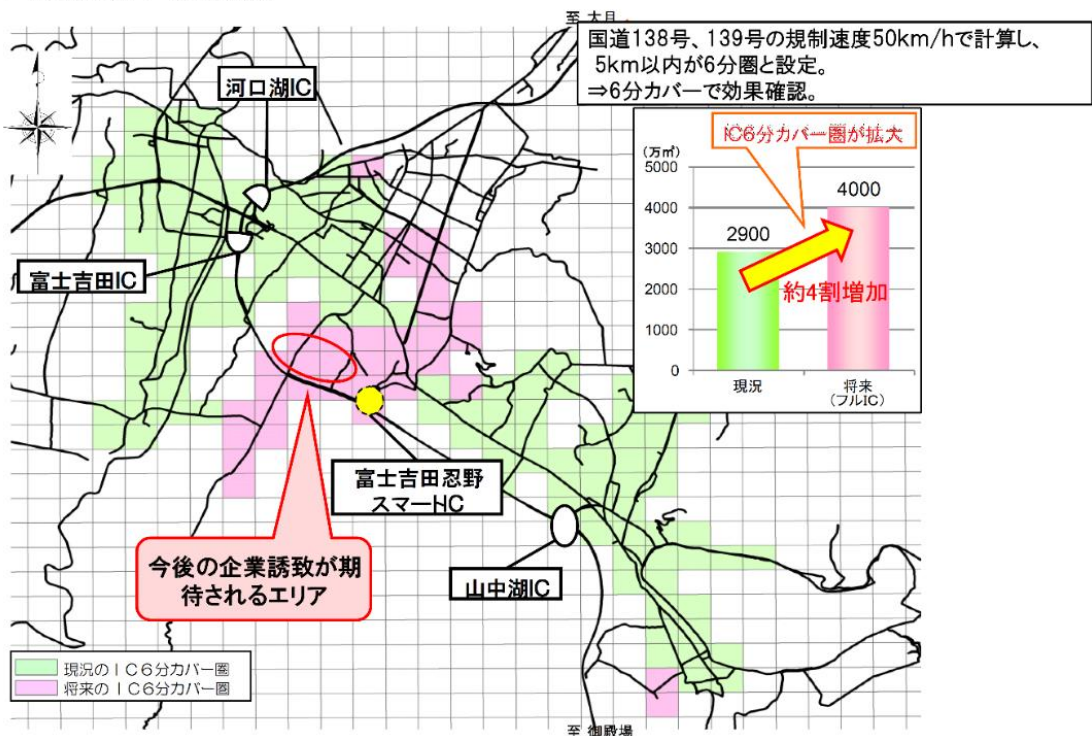 至 大月
国道138号、139号の規制速度50km/hで計算し、
5km以内が6分圏と設定。
⇒6分カバーで効果確認。
河口湖IC
IC6分カバー圏が拡大
(万㎡)
5000
4000
3000
2000
1000
0
2900
4000
約4割増加
現況
将来
(フルIC)
富士吉田IC
富士吉田忍野
スマートIC
今後の企業誘致が期
待されるエリア
山中湖IC
現況のIC6分カバー圏
将来のIC6分カバー圏
至 御殿場